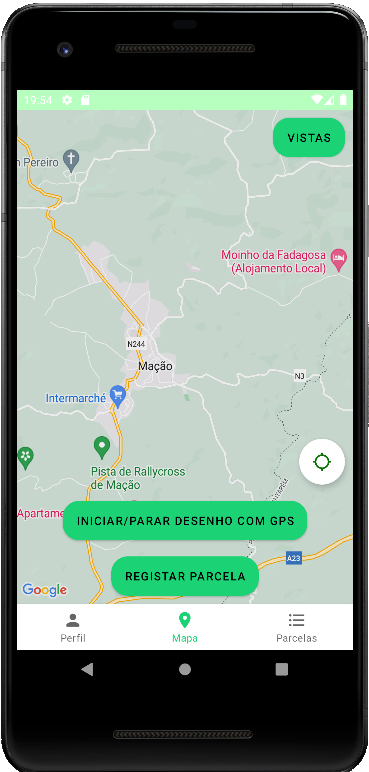 19:54
VISTAS
n Pereiro
Moinho da Fadagosa
(Alojamento Local)
N244
Mação
N3
Intermarché
Pista de Rallycross
de Mação
Apartame
INICIAR/PARAR DESENHO COM GPS
A23
REGISTAR PARCELA
Google
Perfil
Mapa
Parcelas